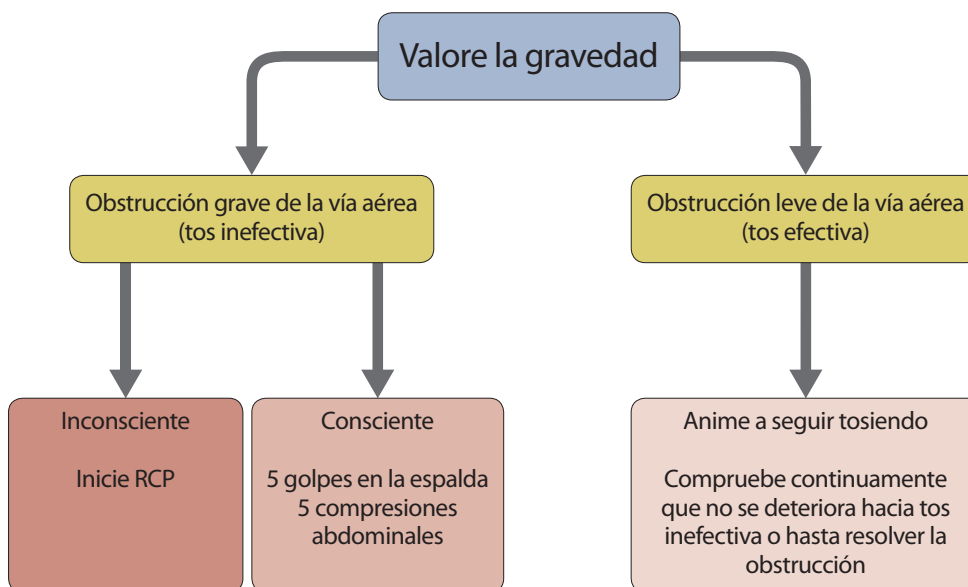 Valore la gravedad
Obstrucción grave de la vía aérea
(tos inefectiva)
Obstrucción leve de la vía aérea
(tos efectiva)
Inconsciente
Inicie RCP
Consciente
5 golpes en la espalda
5 compresiones
abdominales
Anime a seguir tosiendo
Compruebe continuamente
que no se deteriora hacia tos
inefectiva o hasta resolver la
obstrucción